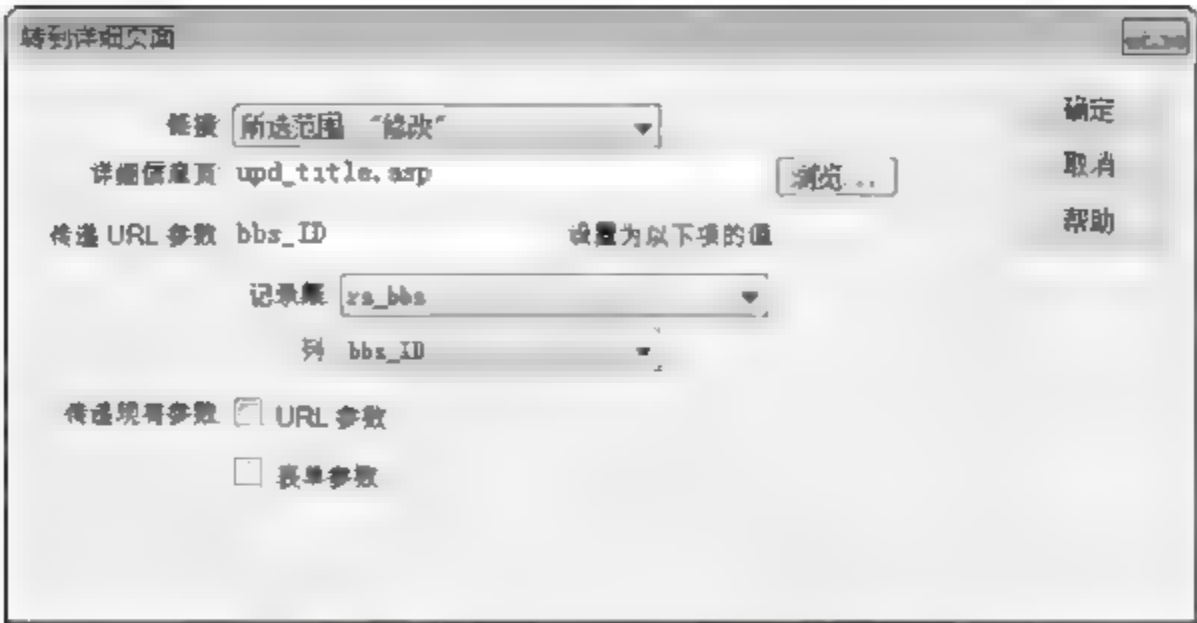 转到详细页面
链接 所选范围 "修改"
确定
详细信息页 upd_title.asp 浏览...
取消
传递 URL 参数 bbs_ID 设置为以下项的值
帮助
记录集 rs_bbs
列 bbs_ID
传递现有参数 URL 参数
表单参数